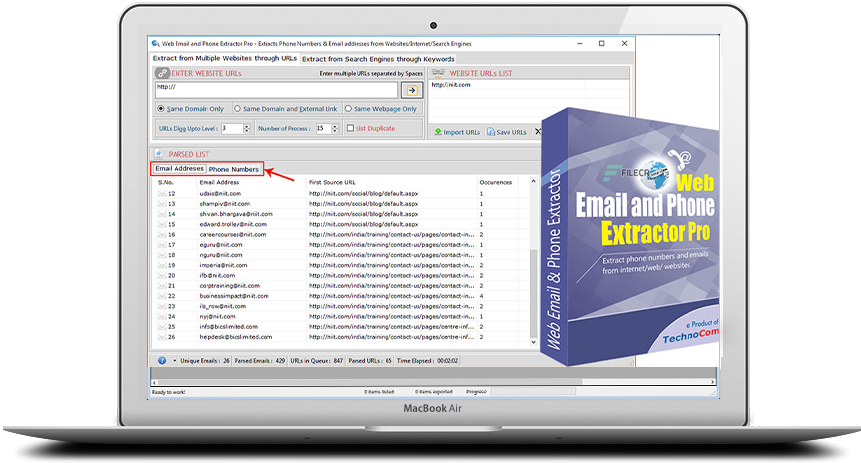 Web Email and Phone Extractor Pro - Extracts Phone Numbers & Email addresses from Websites/Internet/Search Engines
Extract from Multiple Websites through URLs Extract from Search Engines through Keywords
ENTER WEBSITE URLs Enter multiple URLs separated by Spaces
http://
Same Domain Only Same Domain and External Link Same Webpage Only
URLs Digg Upto Level : 3 Number of Process : 15 List Duplicate
WEBSITE URLs LIST
http://niit.com
Import URLs Save URLs X
PARSED LIST
Email Addreses Phone Numbers
S.No. Email Address First Source URL Occurences
12 udais@niit.com http://niit.com/social/blog/default.aspx 1
13 shampiv@niit.com http://niit.com/social/blog/default.aspx 1
14 shvan.bhargava@niit.com http://niit.com/social/blog/default.aspx 1
15 edward.trolley@niit.com http://niit.com/social/blog/default.aspx 1
16 careercourses@niit.com http://niit.com/india/training/contact-us/pages/contact-in... 2
17 eguru@niit.com http://niit.com/india/training/contact-us/pages/contact-in... 1
18 nguru@niit.com http://niit.com/india/training/contact-us/pages/contact-in... 1
19 imperia@niit.com http://niit.com/india/training/contact-us/pages/contact-in... 2
20 ifb@niit.com http://niit.com/india/training/contact-us/pages/contact-in... 2
21 corptraining@niit.com http://niit.com/india/training/contact-us/pages/contact-in... 2
22 businessimpact@niit.com http://niit.com/india/training/contact-us/pages/contact-in... 4
23 ils_row@niit.com http://niit.com/india/training/contact-us/pages/contact-in... 2
24 nyj@niit.com http://niit.com/india/training/contact-us/pages/contact-in... 1
25 info@bicslimited.com http://niit.com/india/training/contact-us/pages/centre-inf... 2
26 helpdesk@bicslimited.com http://niit.com/india/training/contact-us/pages/centre-inf... 2
Unique Emails : 26 Parsed Emails : 429 URLs in Queue : 847 Parsed URLs : 65 Time Elapsed : 00:02:02
Ready to work! 0 items listed 0 items exported Progress
Web Email & Phone Extractor
FILECR
Web
Email and Phone
Extractor Pro
Extract phone numbers and emails
from internet/web/ websites
a Product of
TechnoCom
MacBook Air